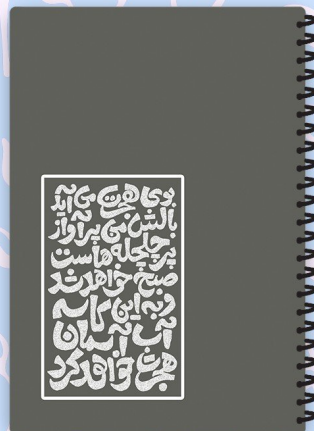 بوی هجرت می آید
بالش من پر آواز
پر چلچله هاست
صبح خواهد شد
و به این کاسه
آب آسمان
هجرت خواهد کرد